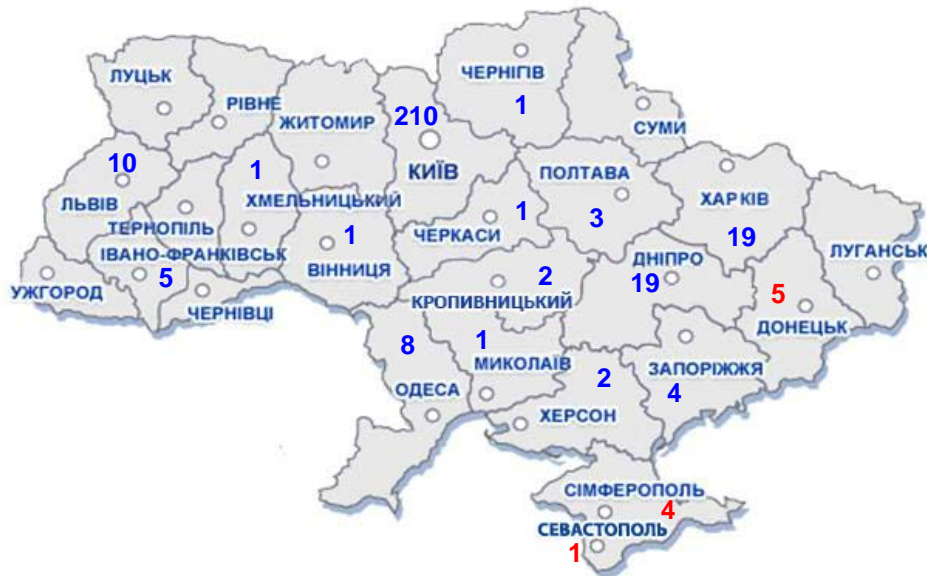 ЛУЦЬК
РІВНЕ
ЖИТОМИР
210
ЧЕРНІГІВ
1
СУМИ
10
1
КИЇВ
ПОЛТАВА
ХАРКІВ
ЛЬВІВ
ХМЕЛЬНИЦЬКИЙ
1
3
19
ТЕРНОПІЛЬ
1
ЧЕРКАСИ
ЛУГАНСЬК
ІВАНО-ФРАНКІВСЬК
ВІННИЦЯ
ДНІПРО
5
2
19
5
УЖГОРОД
КРОПИВНИЦЬКИЙ
ЧЕРНІВЦІ
ДОНЕЦЬК
8
1
МИКОЛАЇВ
ЗАПОРІЖЖЯ
2
4
ОДЕСА
ХЕРСОН
СІМФЕРОПОЛЬ
4
СЕВАСТОПОЛЬ
1